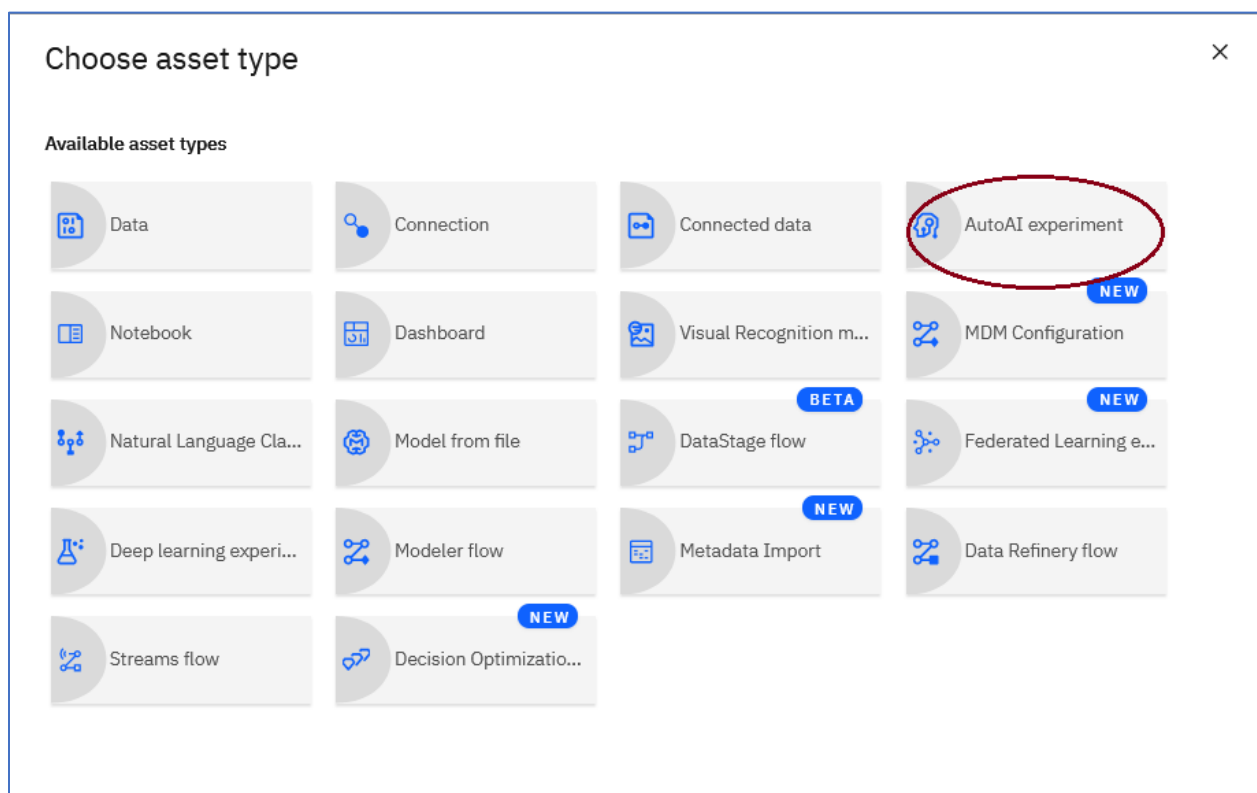 Choose asset type
Available asset types
Data
Connection
Connected data
AutoAI experiment
NEW
Notebook
Dashboard
Visual Recognition m...
MDM Configuration
BETA
NEW
Natural Language Cla...
Model from file
DataStage flow
Federated Learning e...
NEW
Deep learning experi...
Modeler flow
Metadata Import
Data Refinery flow
NEW
Streams flow
Decision Optimizatio...